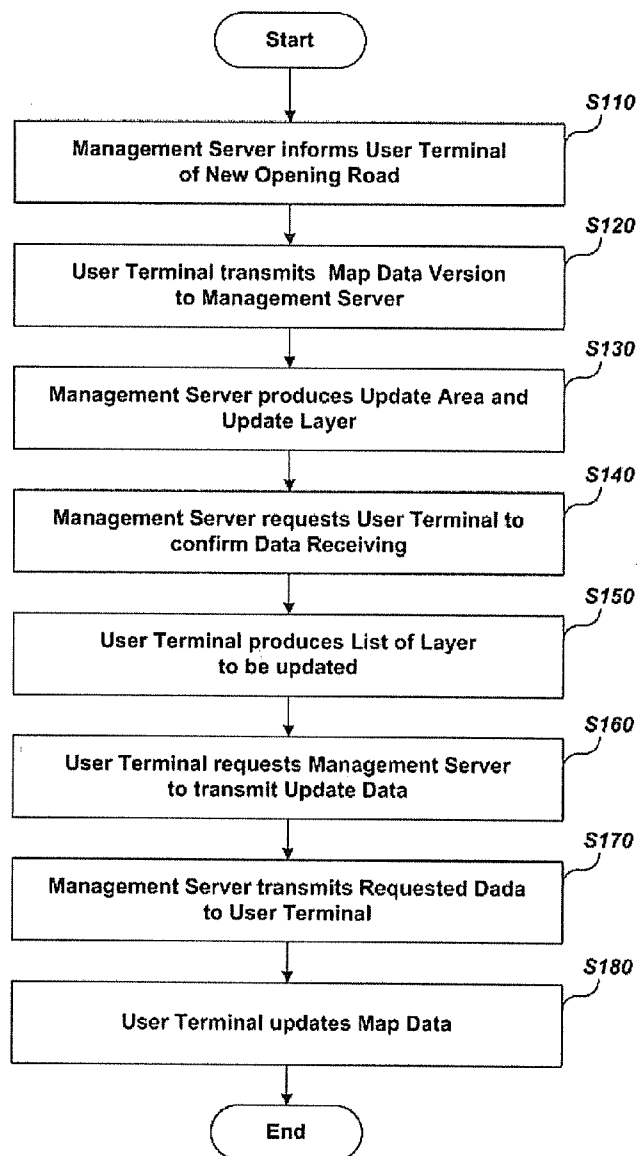 Start
S110
Management Server informs User Terminal
of New Opening Road
S120
User Terminal transmits Map Data Version
to Management Server
S130
Management Server produces Update Area and
Update Layer
S140
Management Server requests User Terminal to
confirm Data Receiving
S150
User Terminal produces List of Layer
to be updated
S160
User Terminal requests Management Server
to transmit Update Data
S170
Management Server transmits Requested Dada
to User Terminal
S180
User Terminal updates Map Data
End